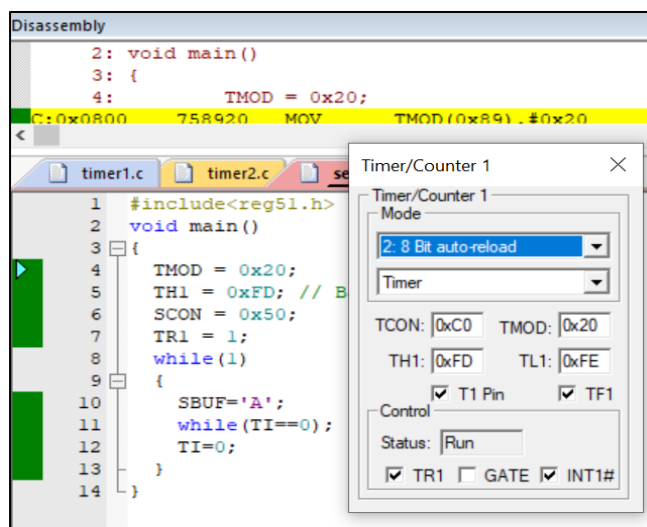 Disassembly
2: void main()
3: {
4: TMOD = 0x20;
C:0x0800 758920 MOV TMOD(0x89),#0x20
timer1.c timer2.c se
1 #include<reg51.h>
2 void main()
3 {
4 TMOD = 0x20;
5 TH1 = 0xFD; // B
6 SCON = 0x50;
7 TR1 = 1;
8 while(1)
9 {
10 SBUF='A';
11 while(TI==0);
12 TI=0;
13 }
14 }
Timer/Counter 1
Timer/Counter 1
Mode
2: 8 Bit auto-reload
Timer
TCON: 0xC0 TMOD: 0x20
TH1: 0xFD TL1: 0xFE
T1 Pin TF1
Control
Status: Run
TR1 GATE INT1#